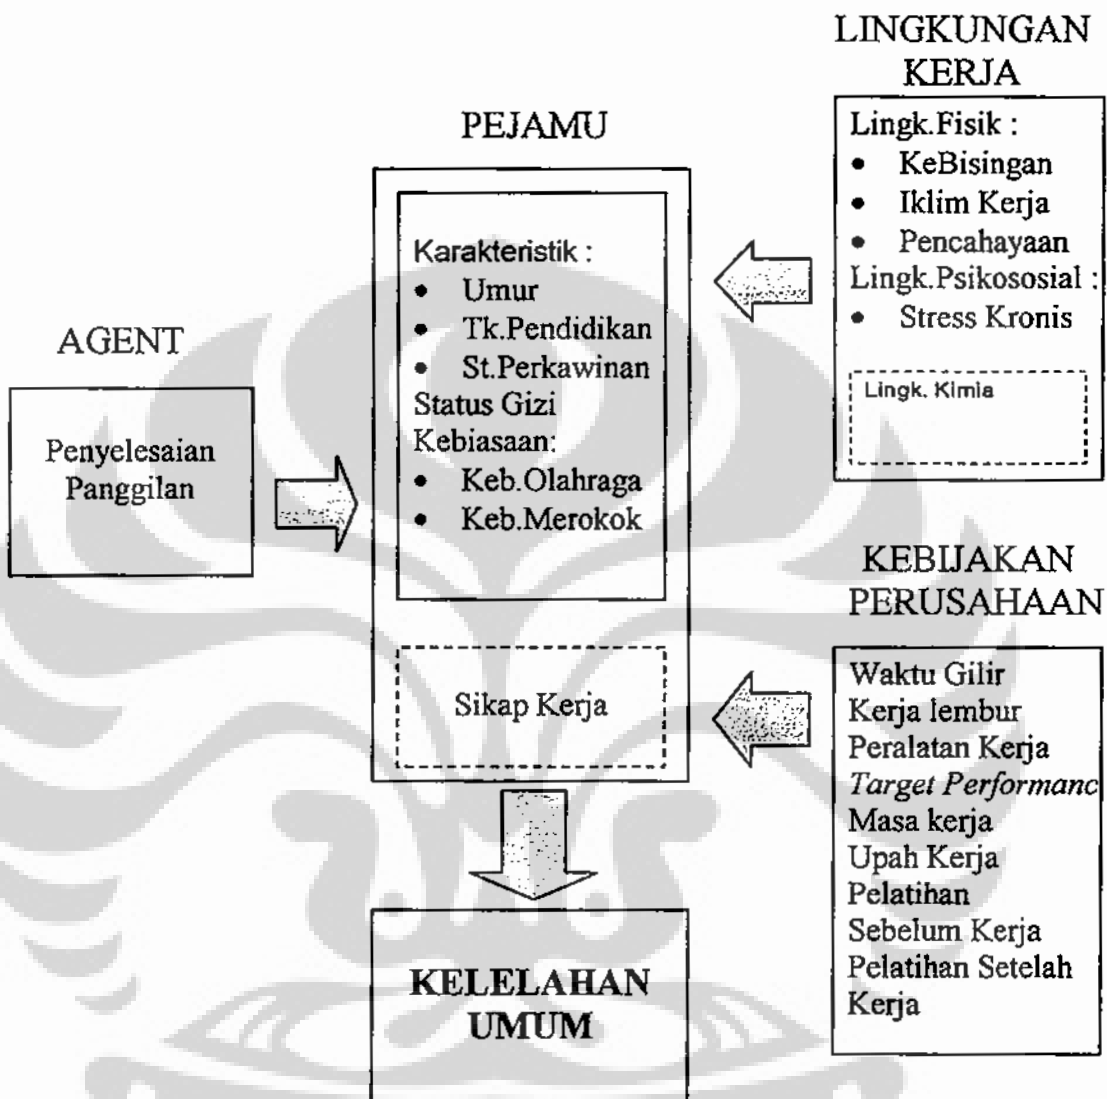 AGENT
Penyelesaian
Panggilan
PEJAMU
Karakteristik :
• Umur
• Tk.Pendidikan
• St.Perkawinan
Status Gizi
Kebiasaan:
• Keb.Olahraga
• Keb.Merokok
Sikap Kerja
LINGKUNGAN
KERJA
Lingk.Fisik :
• KeBisingan
• Iklim Kerja
• Pencahayaan
Lingk.Psikososial :
• Stress Kronis
Lingk. Kimia
KEBIJAKAN
PERUSAHAAN
Waktu Gilir
Kerja lembur
Peralatan Kerja
Target Performanc
Masa kerja
Upah Kerja
Pelatihan
Sebelum Kerja
Pelatihan Setelah
Kerja
KELELAHAN
UMUM